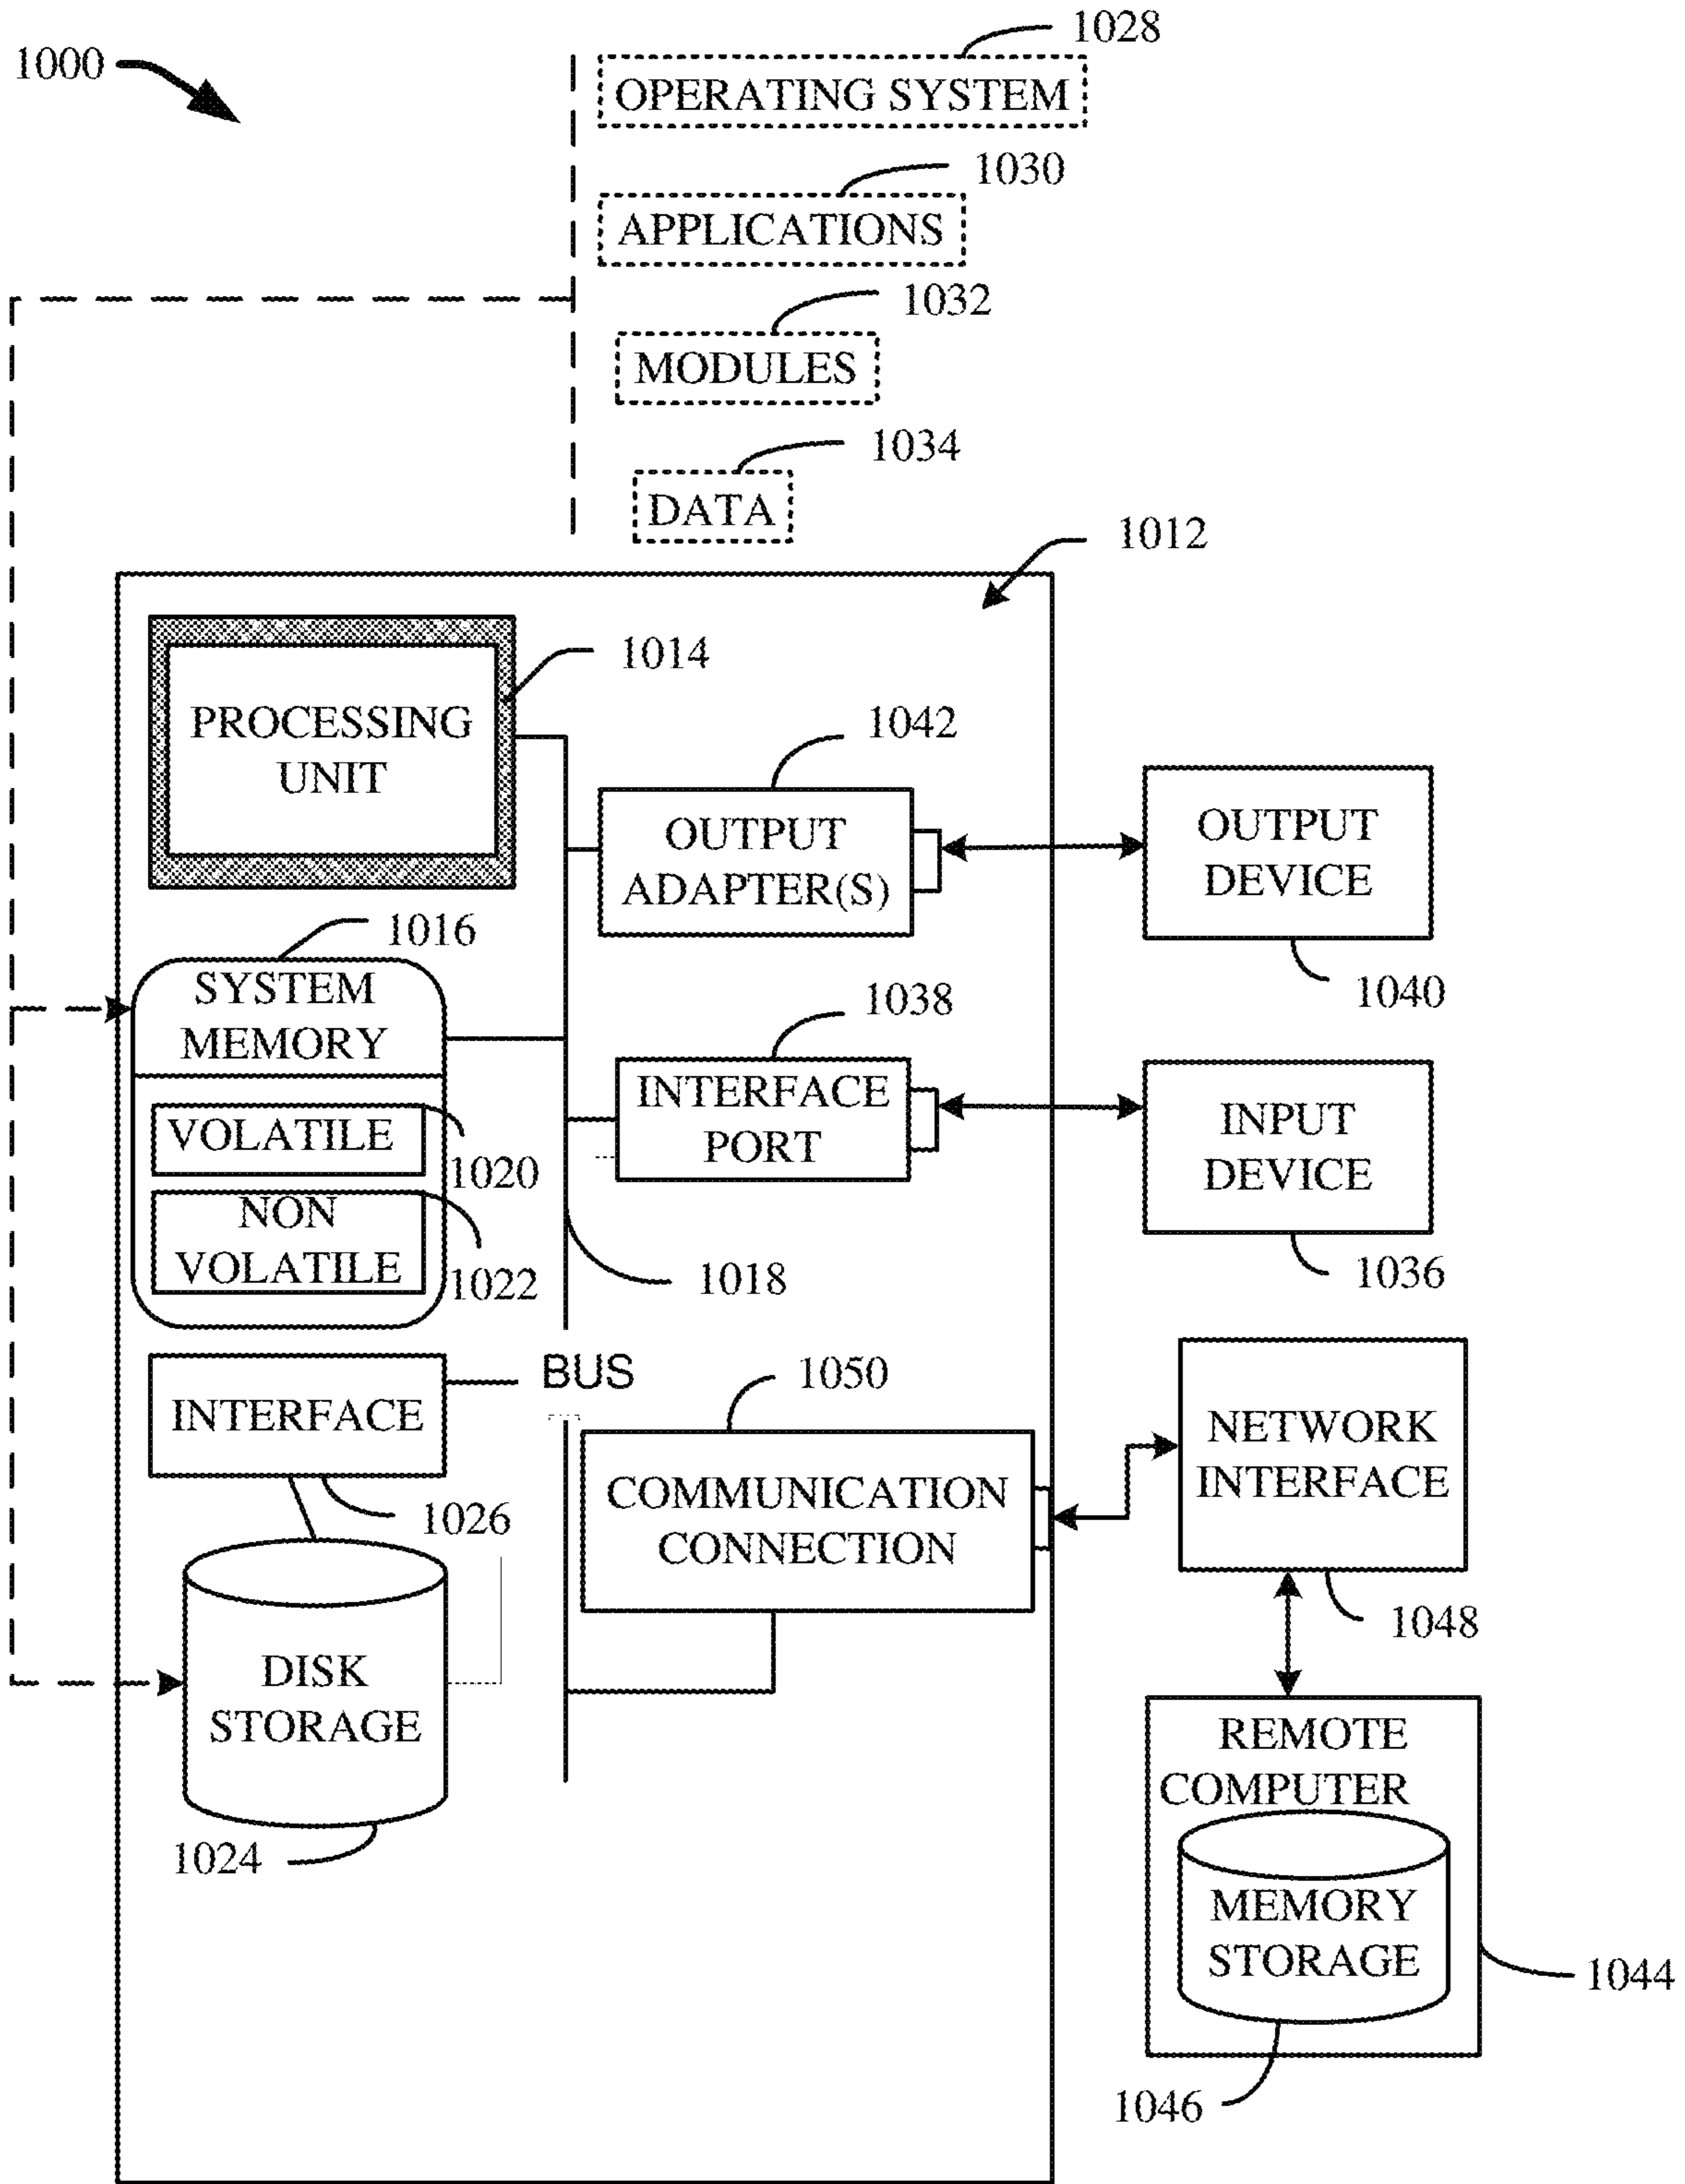 1028
1000
OPERATING SYSTEM
1030
APPLICATIONS
1032
MODULES
1034
DATA
1012
1014
PROCESSING
UNIT
1042
OUTPUT
ADAPTER(S)
OUTPUT
DEVICE
1040
1016
SYSTEM
MEMORY
VOLATILE
1020
NON
VOLATILE
1022
1038
INTERFACE
PORT
INPUT
DEVICE
1036
1018
BUS
INTERFACE
1026
1050
COMMUNICATION
CONNECTION
NETWORK
INTERFACE
1048
DISK
STORAGE
1024
REMOTE
COMPUTER
MEMORY
STORAGE
1044
1046